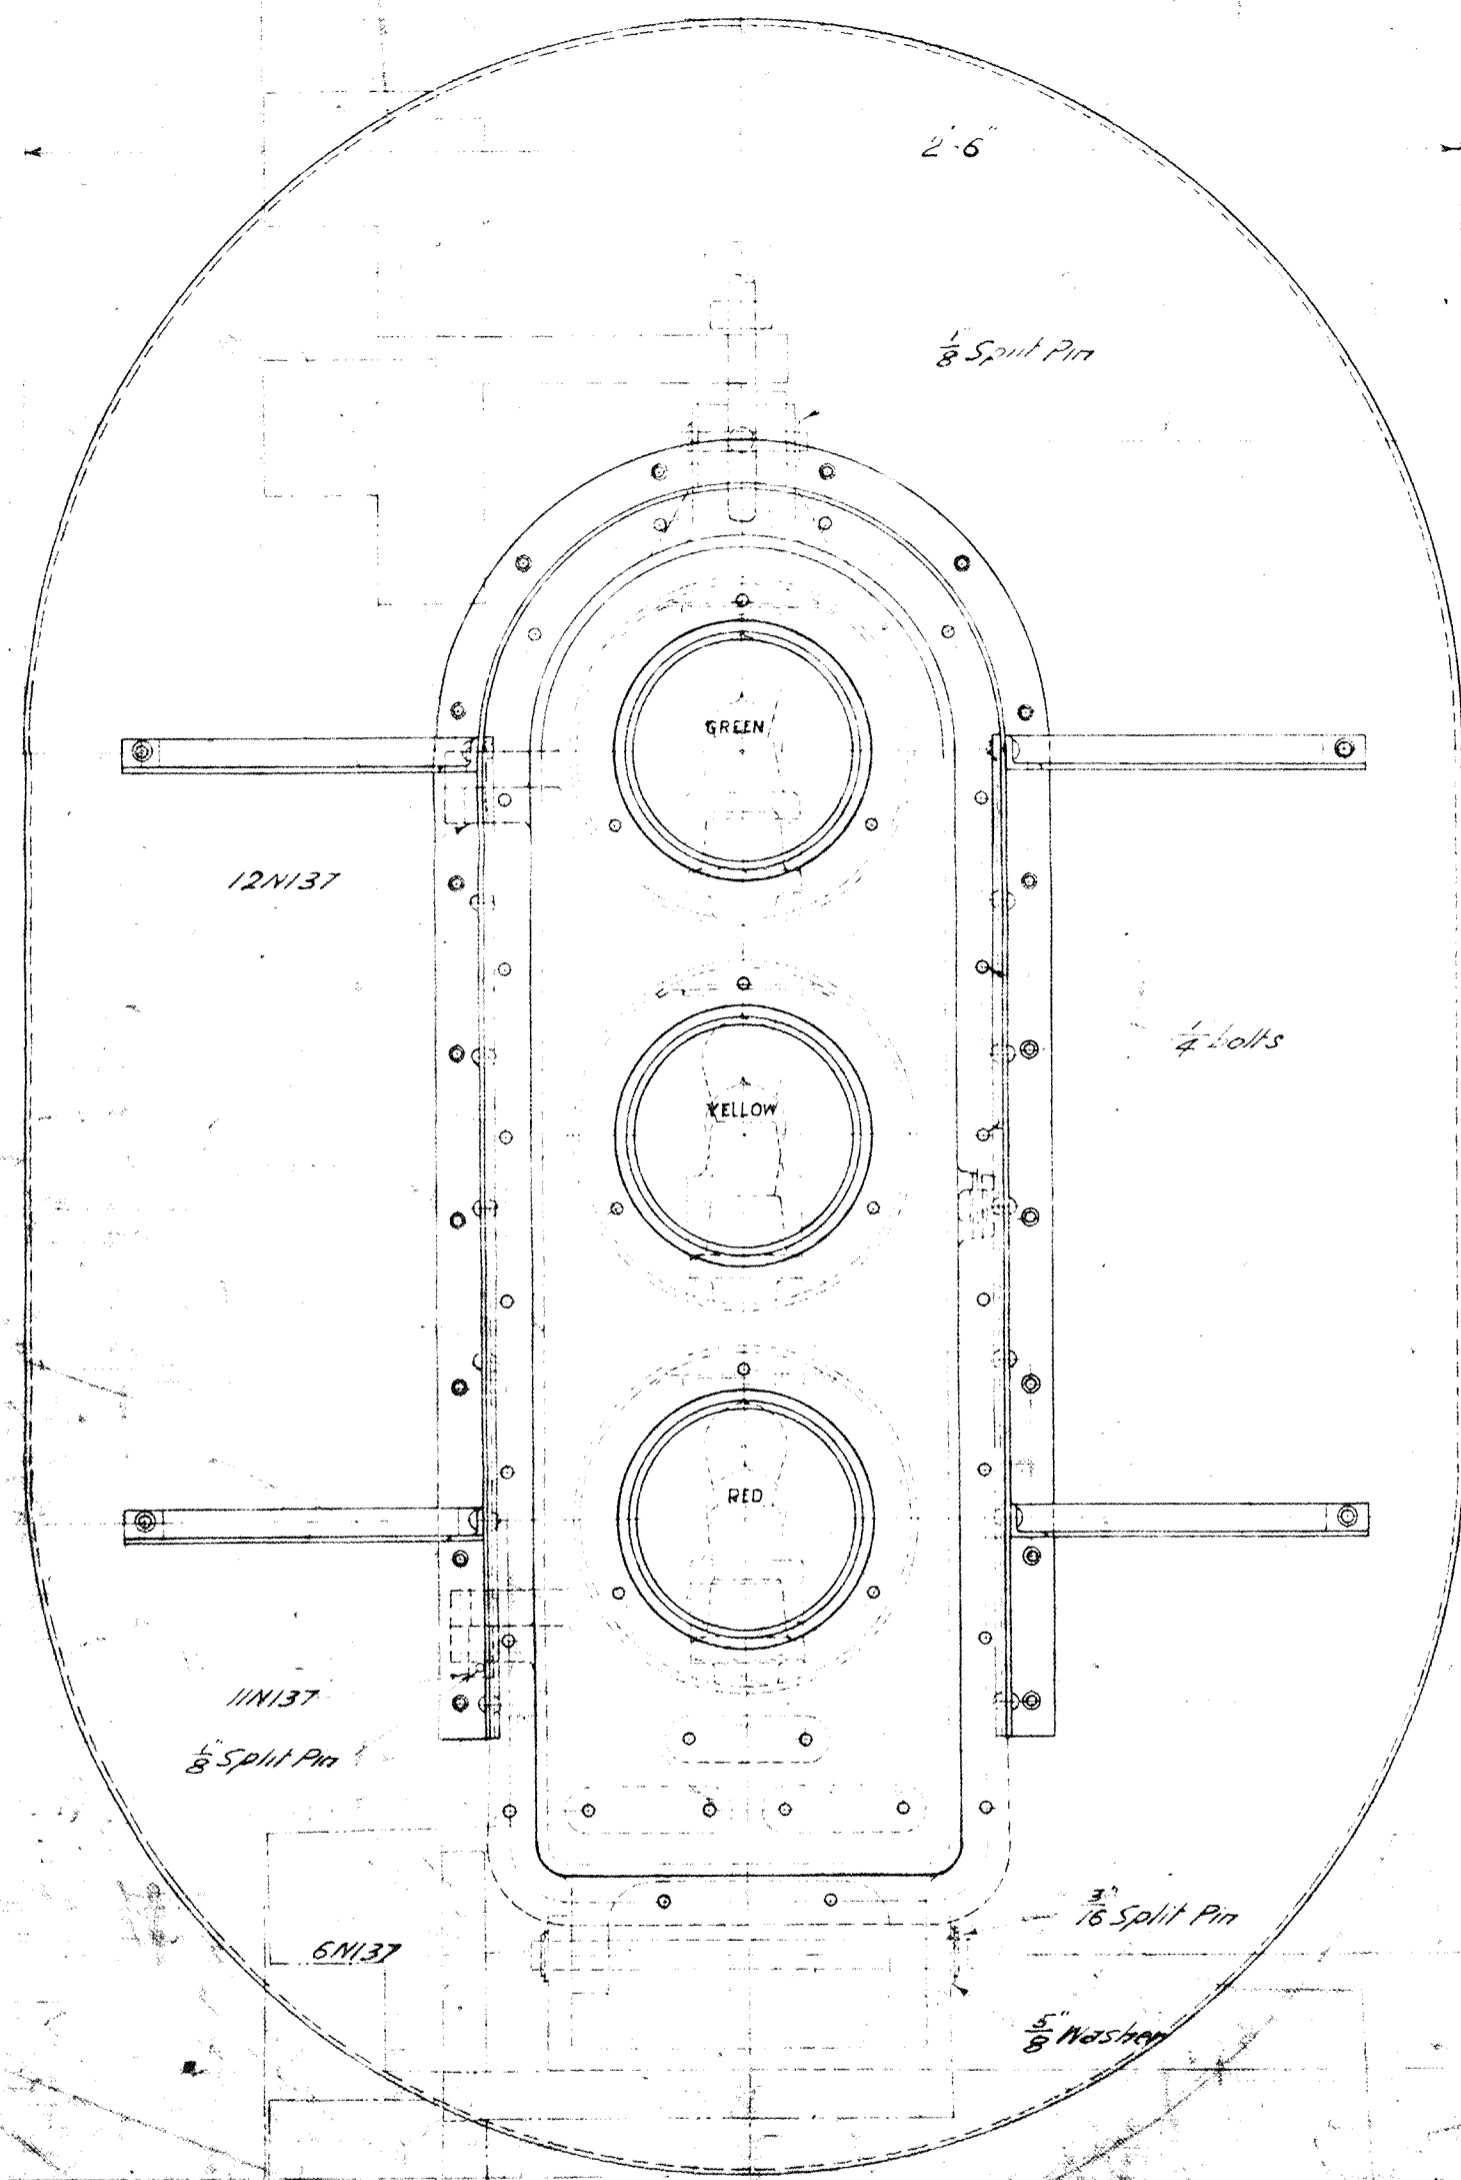 2'-6"
1/8" Split Pin
GREEN
12N137
1/4" bolts
YELLOW
RED
11N137
1/8" Split Pin
3/16" Split Pin
6N137
5/8" Washer